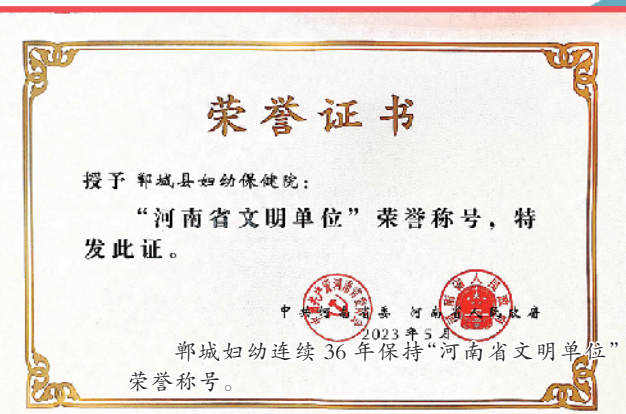 荣誉证书
授予 郸城县妇幼保健院：
“河南省文明单位”荣誉称号，特
发此证。
中共河南省委 河南省人民政府
2023年5月
郸城妇幼连续 36 年保持“河南省文明单位”
荣誉称号。